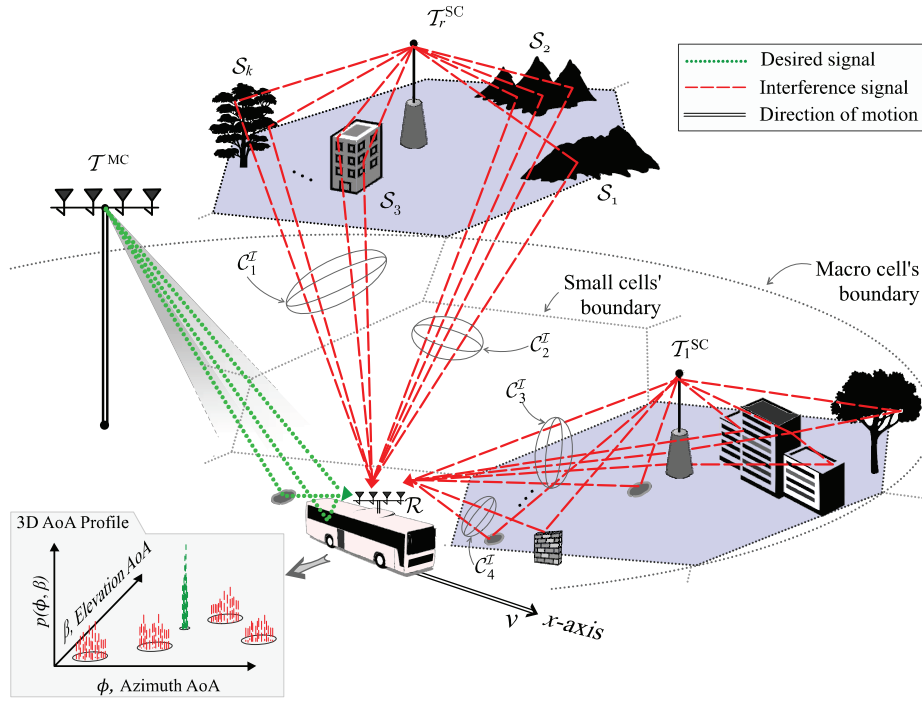 𝒯_r^SC
𝒮_2
𝒮_k
Desired signal
Interference signal
Direction of motion
𝒯^MC
𝒮_1
𝒮_3
𝒞_1^ℐ
Small cells'
boundary
Macro cell's
boundary
𝒞_2^ℐ
𝒯_1^SC
𝒞_3^ℐ
ℛ
𝒞_4^ℐ
3D AoA Profile
p(ϕ,β)
β, Elevation AoA
ϕ, Azimuth AoA
v
x-axis